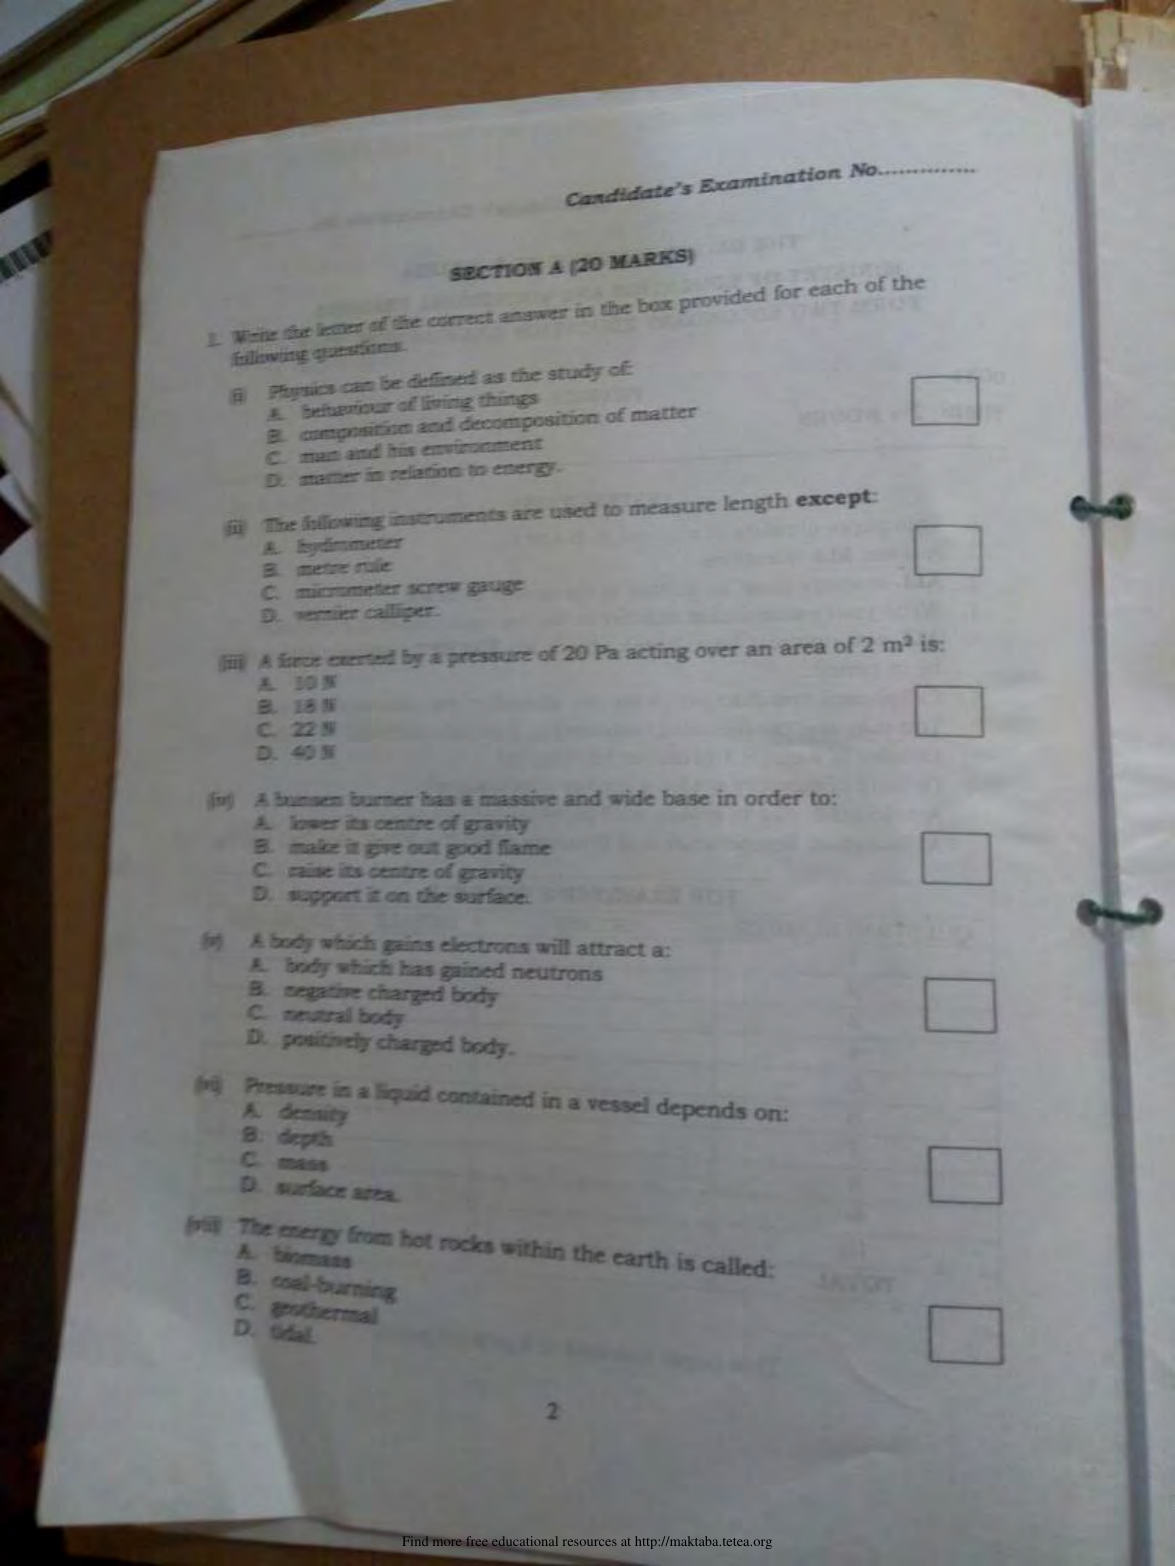 Candidate's Examination No..............
SECTION A (20 MARKS)
1. Write the letter of the correct answer in the box provided for each of the
following questions.
(i) Physics can be defined as the study of:
A. behaviour of living things
B. composition and decomposition of matter
C. man and his environment
D. matter in relation to energy.
(ii) The following instruments are used to measure length except:
A. hydrometer
B. metre rule
C. micrometer screw gauge
D. vernier calliper.
(iii) A force exerted by a pressure of 20 Pa acting over an area of 2 m² is:
A. 10 N
B. 18 N
C. 22 N
D. 40 N
(iv) A bunsen burner has a massive and wide base in order to:
A. lower its centre of gravity
B. make it give out good flame
C. raise its centre of gravity
D. support it on the surface.
(v) A body which gains electrons will attract a:
A. body which has gained neutrons
B. negative charged body
C. neutral body
D. positively charged body.
(vi) Pressure in a liquid contained in a vessel depends on:
A. density
B. depth
C. mass
D. surface area.
(vii) The energy from hot rocks within the earth is called:
A. biomass
B. coal-burning
C. geothermal
D. tidal.
2
Find more free educational resources at http://maktaba.tetea.org